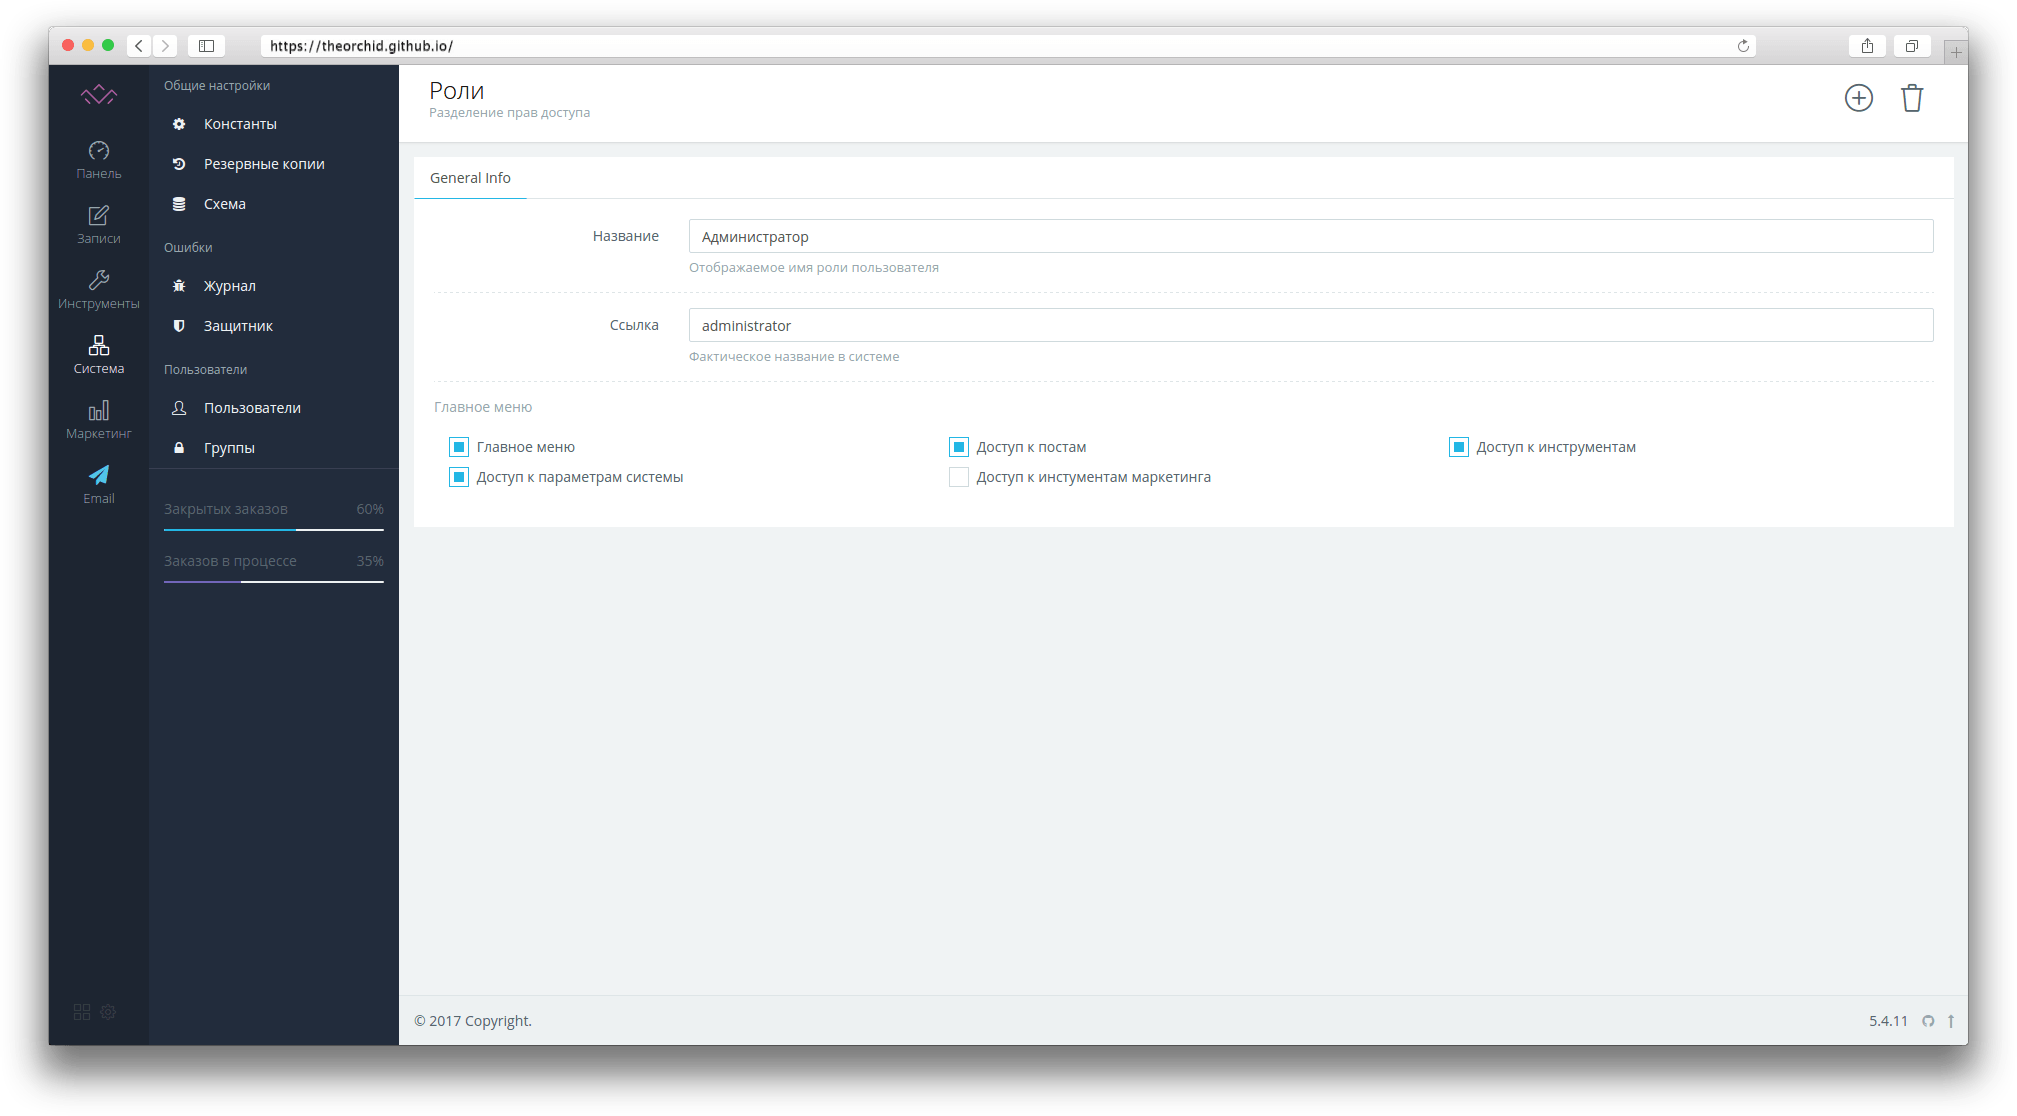 https://theorchid.github.io/
Панель
Записи
Инструменты
Система
Маркетинг
Email
Общие настройки
Константы
Резервные копии
Схема
Ошибки
Журнал
Защитник
Пользователи
Пользователи
Группы
Закрытых заказов 60%
Заказов в процессе 35%
Роли
Разделение прав доступа
General Info
Название Администратор
Отображаемое имя роли пользователя
Ссылка administrator
Фактическое название в системе
Главное меню
Главное меню Доступ к постам Доступ к инструментам
Доступ к параметрам системы Доступ к инстументам маркетинга
© 2017 Copyright. 5.4.11